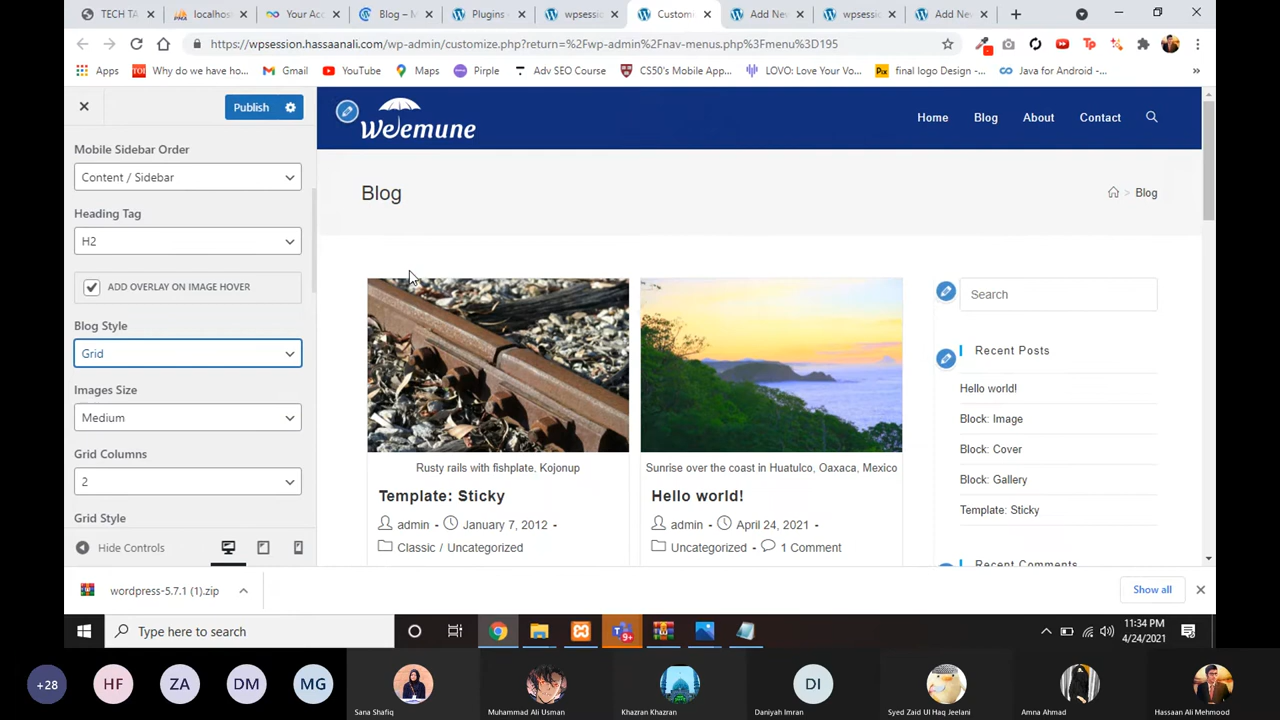 TECH TA
localhos
Your Acc
Blog – M
Plugins
wpsessio
Custom
Add Ne
wpsess
Add Ne
https://wpsession.hassaanali.com/wp-admin/customize.php?return=%2Fwp-admin%2Fnav-menus.php%3Fmenu%3D195
Apps
Why do we have ho...
Gmail
YouTube
Maps
Pirple
Adv SEO Course
CS50's Mobile App...
LOVO: Love Your Vo...
final logo Design -...
Java for Android -...
Publish
Mobile Sidebar Order
Content / Sidebar
Heading Tag
H2
ADD OVERLAY ON IMAGE HOVER
Blog Style
Grid
Images Size
Medium
Grid Columns
2
Grid Style
Hide Controls
Welemune
Home
Blog
About
Contact
Blog
> Blog
Rusty rails with fishplate, Kojonup
Template: Sticky
admin - January 7, 2012 -
Classic / Uncategorized
Sunrise over the coast in Huatulco, Oaxaca, Mexico
Hello world!
admin - April 24, 2021 -
Uncategorized - 1 Comment
Search
Recent Posts
Hello world!
Block: Image
Block: Cover
Block: Gallery
Template: Sticky
Recent Comments
wordpress-5.7.1 (1).zip
Show all
Type here to search
9+
11:34 PM
4/24/2021
+28
HF
ZA
DM
MG
Sana Shafiq
Muhammad Ali Usman
Khazran Khazran
DI
Daniyah Imran
Syed Zaid Ul Haq Jeelani
Amna Ahmad
Hassaan Ali Mehmood